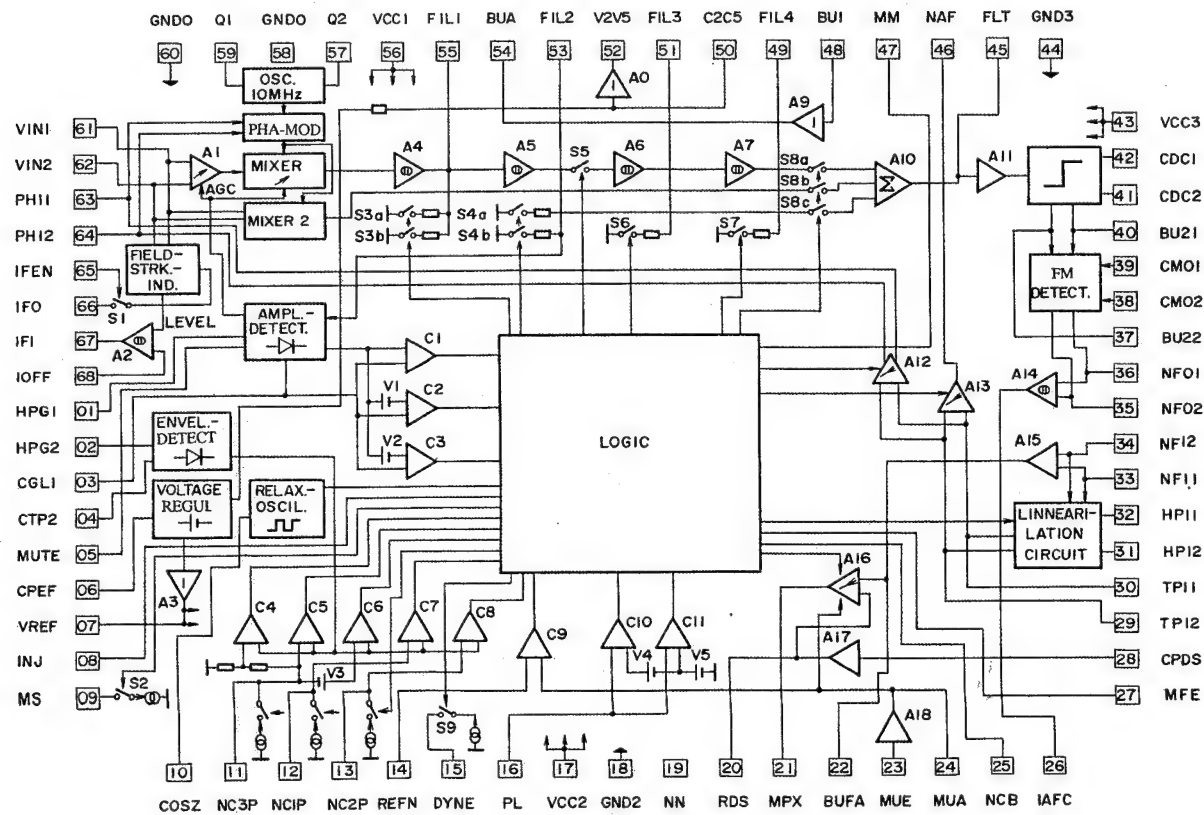 GNDO Q1 GNDO Q2 VCC1 FIL1 BUA FIL2 V2V5 FIL3 C2C5 FIL4 BU1 MM NAF FLT GND3
60 59 58 57 56 55 54 53 52 51 50 49 48 47 46 45 44
OSC.
10MHz
A0
A9
PHA-MOD
VIN1 61
43 VCC3
VIN2 62
A1
MIXER
A4
A5
S5
A6
A7
S8a
S8b
S8c
A10
Σ
A11
42 CDC1
PHI1 63
AGC
MIXER 2
S3a
S3b
S4a
S4b
S6
S7
41 CDC2
PHI2 64
40 BU21
IFEN 65
FIELD-
STRK.-
IND.
FM
DETECT.
39 CMO1
IFO 66
S1
LEVEL
AMPL.-
DETECT.
38 CMO2
IFI 67
A2
37 BU22
IOFF 68
C1
LOGIC
A12
A13
A14
36 NFO1
HPG1 01
V1
C2
35 NFO2
HPG2 02
ENVEL.-
DETECT
V2
C3
A15
34 NFI2
CGL1 03
33 NFI1
CTP2 04
VOLTAGE
REGUL
RELAX.-
OSCIL.
LINNEARI-
LATION
CIRCUIT
32 HPI1
MUTE 05
31 HPI2
CPEF 06
A16
30 TPI1
VREF 07
A3
C4 C5 C6 C7 C8 C9 C10 C11
29 TPI2
INJ 08
V3
V4 V5
A17
28 CPDS
MS 09
S2
S9
A18
27 MFE
10 11 12 13 14 15 16 17 18 19 20 21 22 23 24 25 26
COSZ NC3P NC1P NC2P REFN DYNE PL VCC2 GND2 NN RDS MPX BUFA MUE MUA NCB IAFC